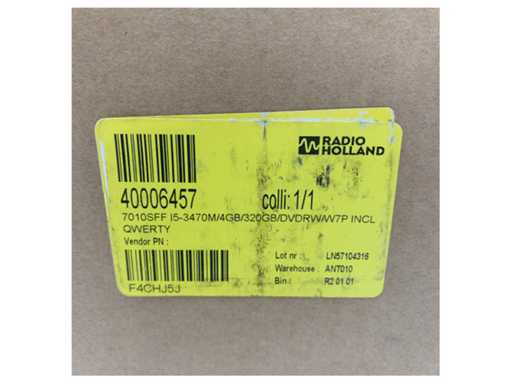 RADIO
HOLLAND
40006457 colli: 1/1
7010SFF I5-3470M/4GB/320GB/DVDRW/W7P INCL
QWERTY
Vendor PN :
Lot nr : LN57104316
Warehouse : ANT010
Bin : R2 01 01
F4CHJ5J